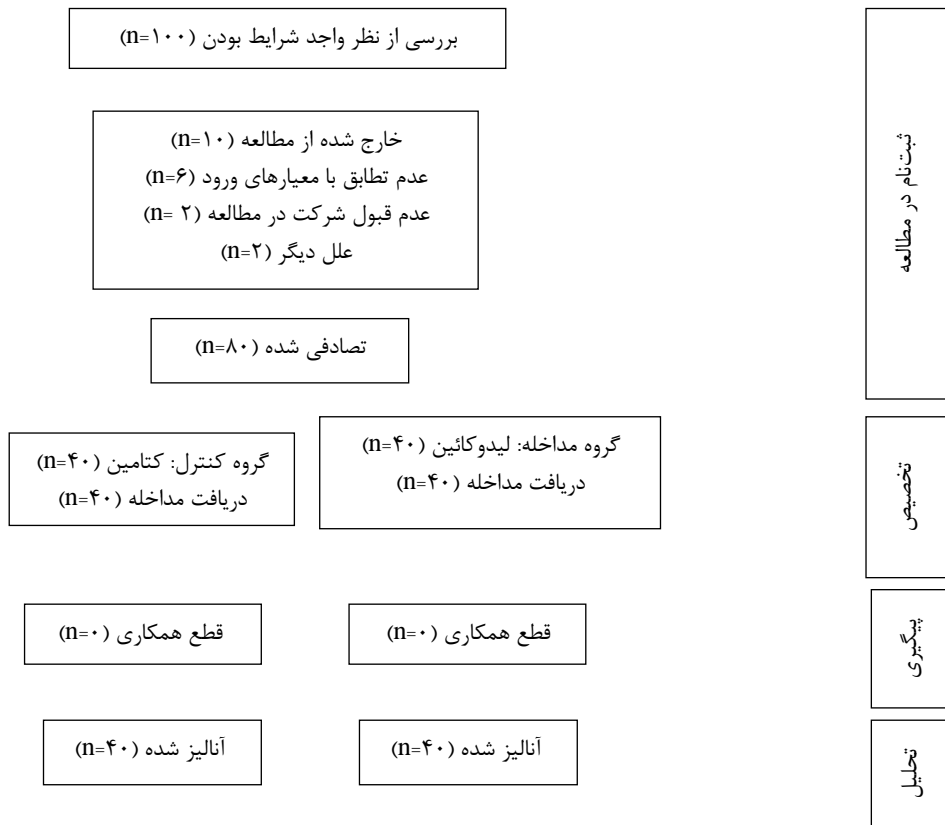 بررسی از نظر واجد شرایط بودن (n=۱۰۰)
ثبت‌نام در مطالعه
خارج شده از مطالعه (n=۱۰)
عدم تطابق با معیارهای ورود (n=۶)
عدم قبول شرکت در مطالعه (n= ۲)
علل دیگر (n=۲)
تصادفی شده (n=۸۰)
تخصیص
گروه مداخله: لیدوکائین (n=۴۰)
دریافت مداخله (n=۴۰)
گروه کنترل: کتامین (n=۴۰)
دریافت مداخله (n=۴۰)
پیگیری
قطع همکاری (n=۰)
قطع همکاری (n=۰)
تحلیل
آنالیز شده (n=۴۰)
آنالیز شده (n=۴۰)